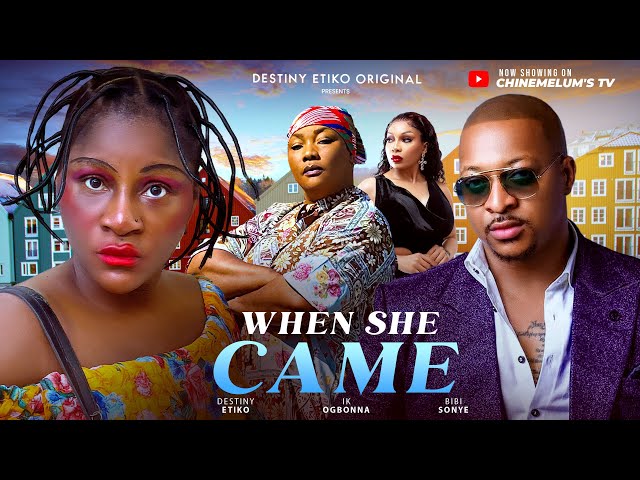 DESTINY ETIKO ORIGINAL
PRESENTS
NOW SHOWING ON
CHINEMELUM'S TV
WHEN SHE
CAME
DESTINY
ETIKO
IK
OGBONNA
BIBI
SONYE